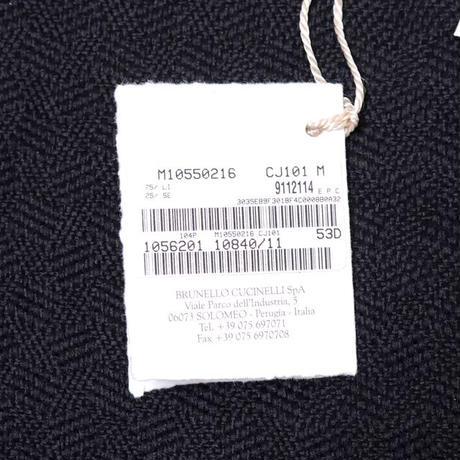 M10550216 CJ101 M
75/ LI 9112114 E P C
25/ SE
3035EB9F301BF4C0008B0A32
104P M10550216 CJ101 53D
1056201 10840/11
BRUNELLO CUCINELLI SpA
Viale Parco dell'Industria, 5
06073 SOLOMEO - Perugia - Italia
Tel. +39 075 697071
Fax +39 075 6970708